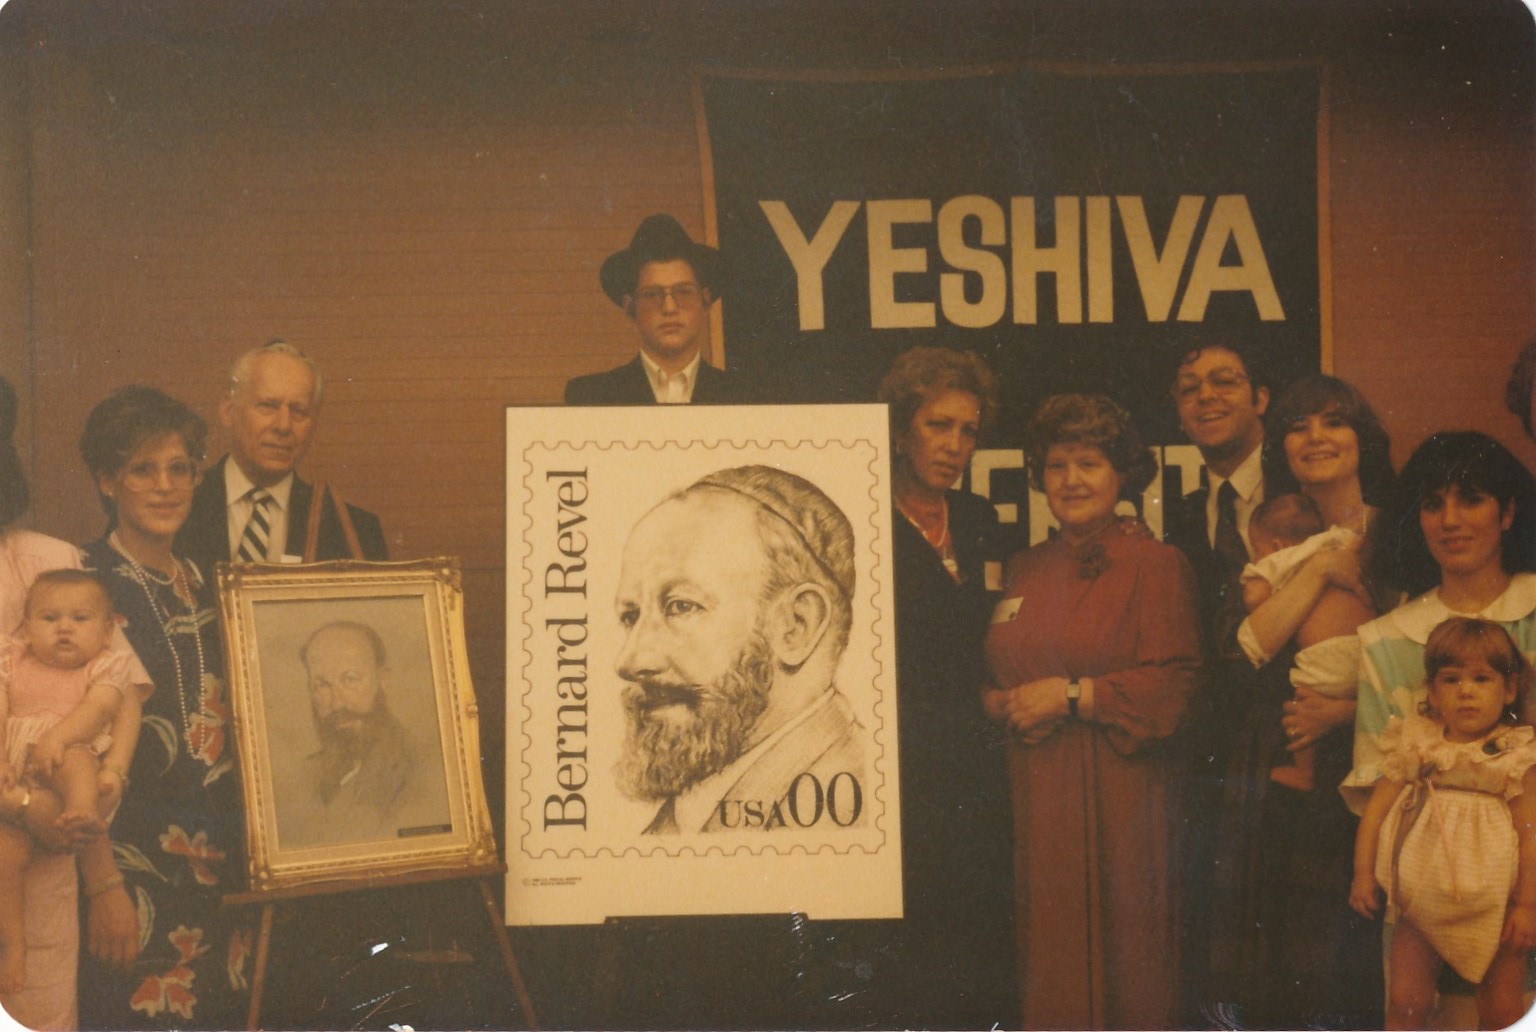 YESHIVA
Bernard Revel
USA00